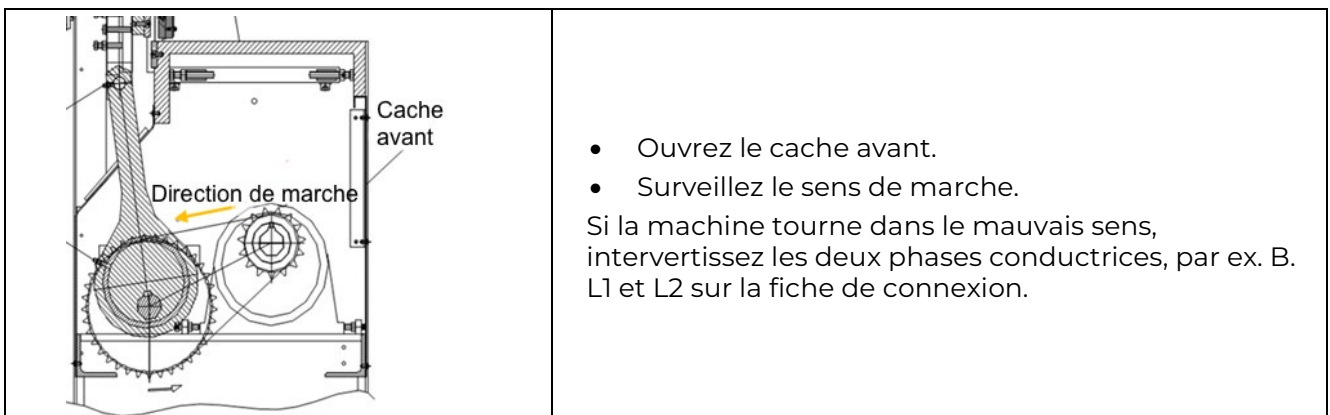 Cache
avant
Direction de marche
• Ouvrez le cache avant.
• Surveillez le sens de marche.
Si la machine tourne dans le mauvais sens,
intervertissez les deux phases conductrices, par ex. B.
L1 et L2 sur la fiche de connexion.